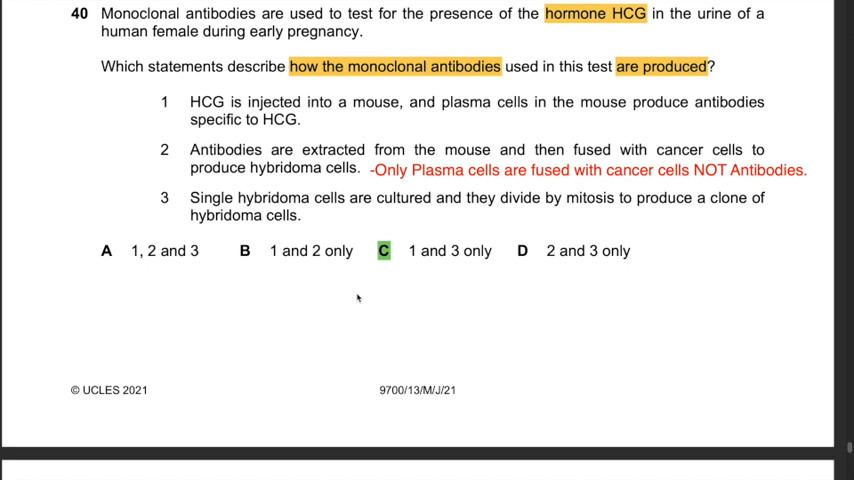 40 Monoclonal antibodies are used to test for the presence of the hormone HCG in the urine of a
human female during early pregnancy.
Which statements describe how the monoclonal antibodies used in this test are produced?
1 HCG is injected into a mouse, and plasma cells in the mouse produce antibodies
specific to HCG.
2 Antibodies are extracted from the mouse and then fused with cancer cells to
produce hybridoma cells. -Only Plasma cells are fused with cancer cells NOT Antibodies.
3 Single hybridoma cells are cultured and they divide by mitosis to produce a clone of
hybridoma cells.
A 1, 2 and 3 B 1 and 2 only C 1 and 3 only D 2 and 3 only
© UCLES 2021 9700/13/M/J/21